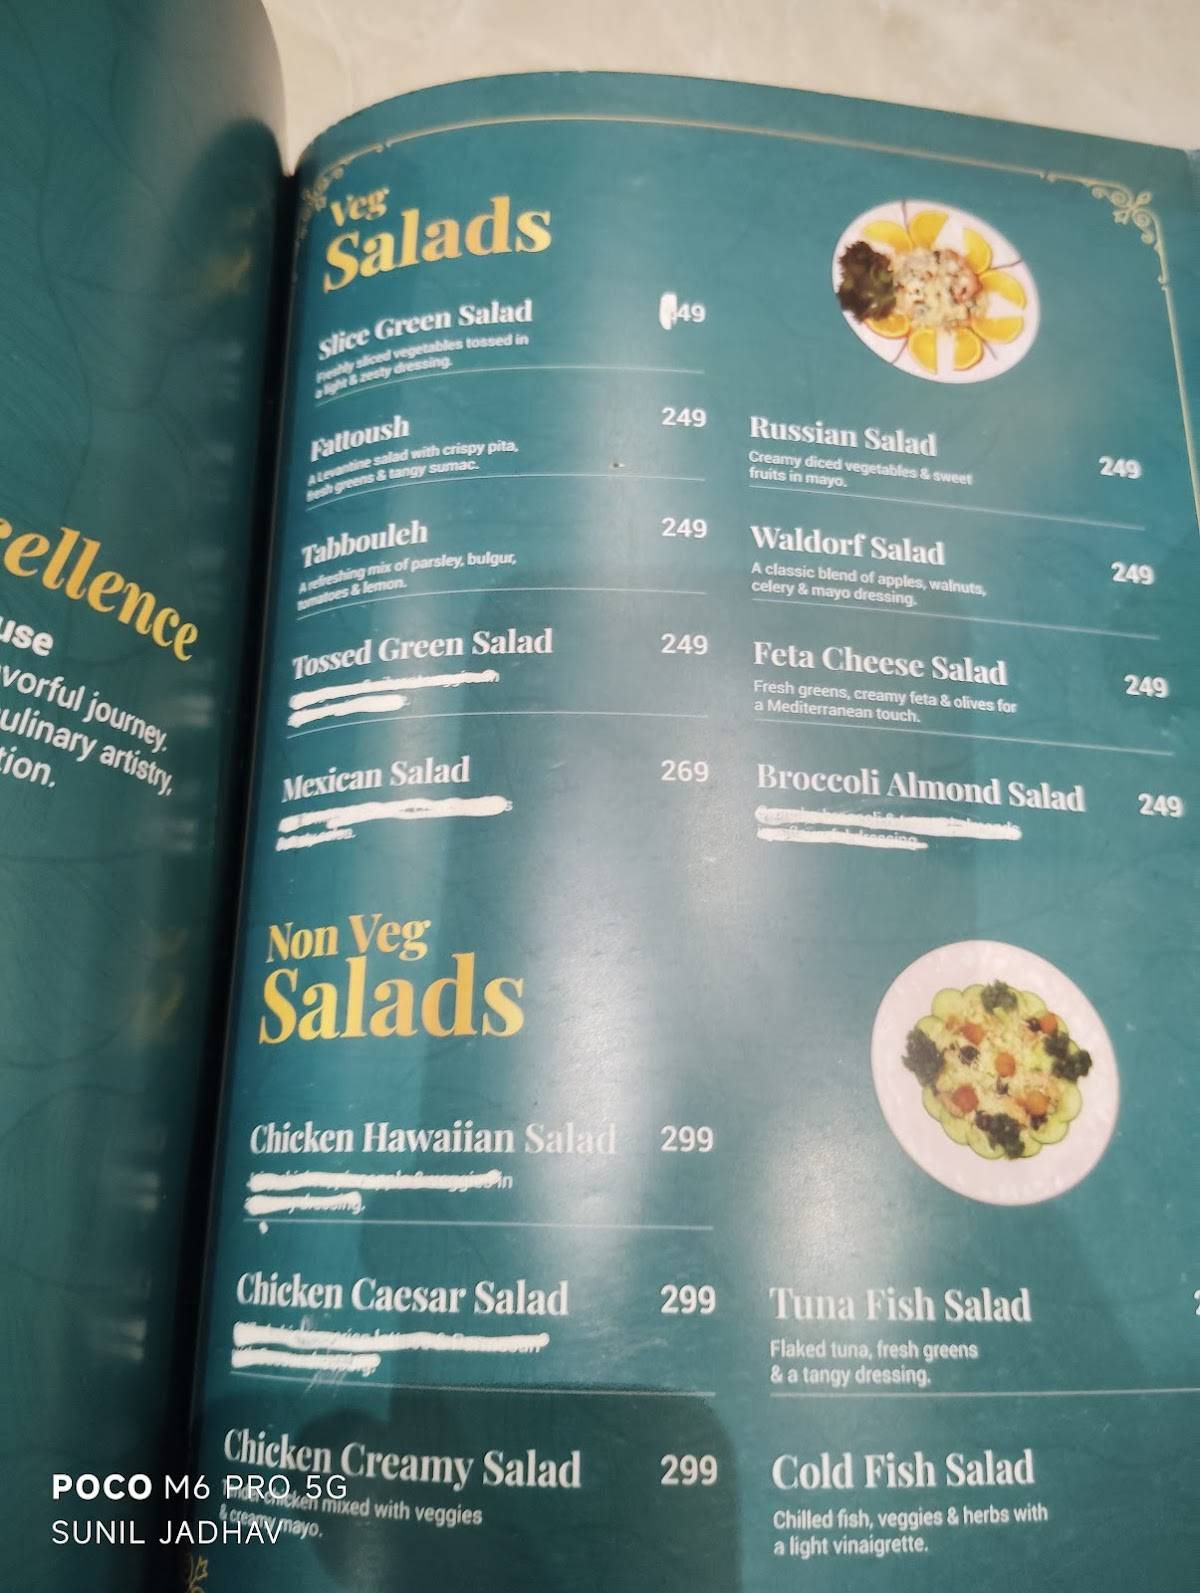 cellence
use
vorful journey.
ulinary artistry,
tion.
Veg
Salads
Slice Green Salad
49
Freshly sliced vegetables tossed in
a light & zesty dressing.
Fattoush
249
A Levantine salad with crispy pita,
fresh greens & tangy sumac.
Tabbouleh
249
A refreshing mix of parsley, bulgur,
tomatoes & lemon.
Tossed Green Salad
249
Mexican Salad
269
Russian Salad
249
Creamy diced vegetables & sweet
fruits in mayo.
Waldorf Salad
249
A classic blend of apples, walnuts,
celery & mayo dressing.
Feta Cheese Salad
249
Fresh greens, creamy feta & olives for
a Mediterranean touch.
Broccoli Almond Salad
249
Non Veg
Salads
Chicken Hawaiian Salad
299
in
Chicken Caesar Salad
299
Chicken Creamy Salad
299
chicken mixed with veggies
& creamy mayo.
Tuna Fish Salad
Flaked tuna, fresh greens
& a tangy dressing.
Cold Fish Salad
Chilled fish, veggies & herbs with
a light vinaigrette.
POCO M6 PRO 5G
SUNIL JADHAV